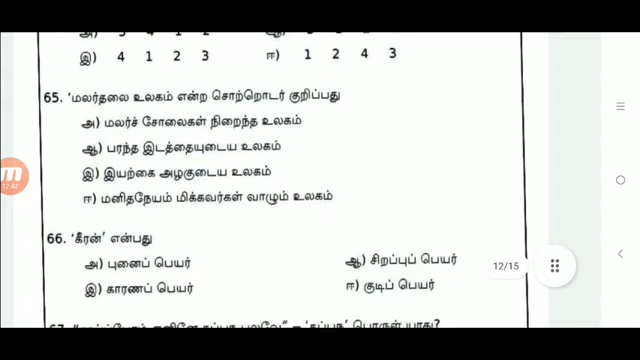 இ) 4 1 2 3 ஈ) 1 2 4 3
65. 'மலர்தலை உலகம் என்ற சொற்றொடர் குறிப்பது
அ) மலர்ச் சோலைகள் நிறைந்த உலகம்
ஆ) பரந்த இடத்தையுடைய உலகம்
இ) இயற்கை அழகுடைய உலகம்
ஈ) மனிதநேயம் மிக்கவர்கள் வாழும் உலகம்
66. 'கீரன்' என்பது
அ) புனைப் பெயர் ஆ) சிறப்புப் பெயர்
இ) காரணப் பெயர் ஈ) குடிப் பெயர்
12/15
12:42